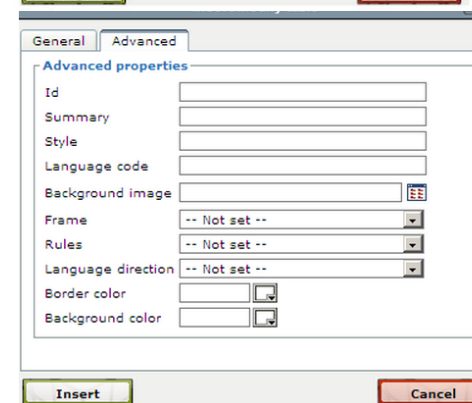 General Advanced
Advanced properties
Id
Summary
Style
Language code
Background image
Frame -- Not set --
Rules -- Not set --
Language direction -- Not set --
Border color
Background color
Insert Cancel